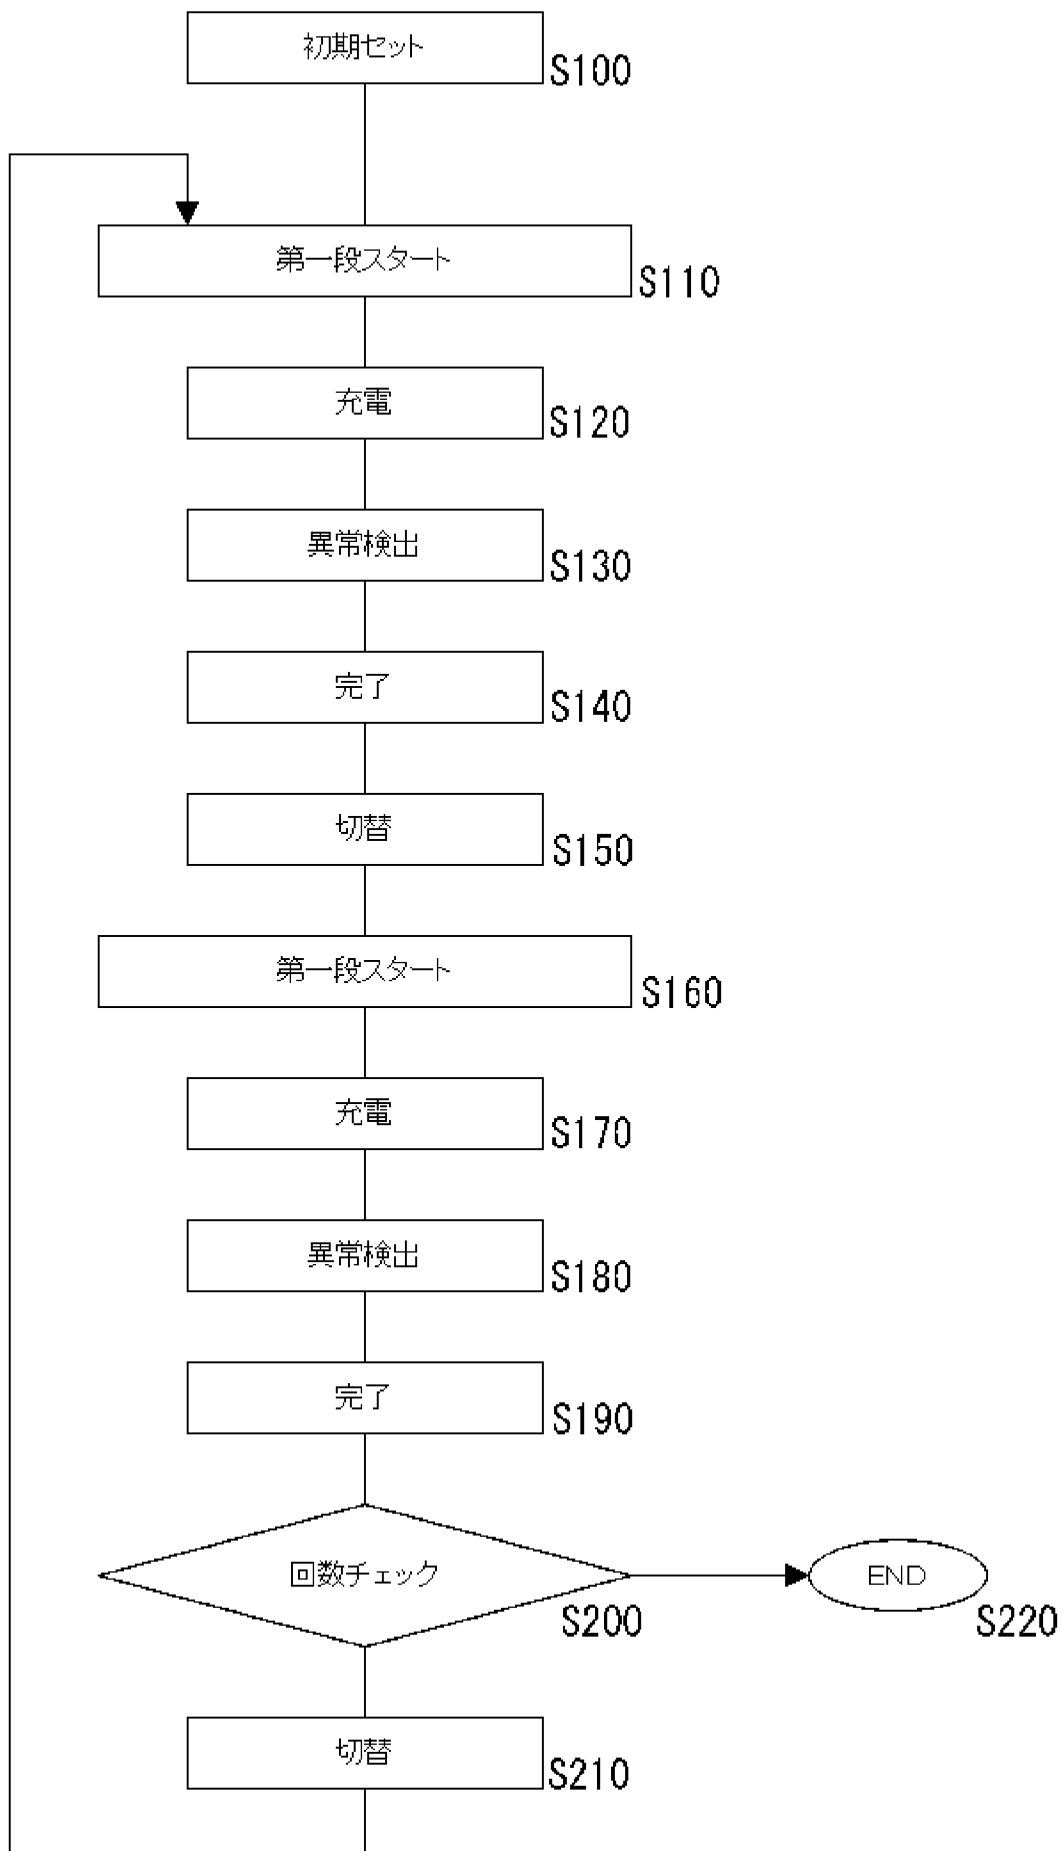 初期セット
S100
第一段スタート
S110
充電
S120
異常検出
S130
完了
S140
切替
S150
第一段スタート
S160
充電
S170
異常検出
S180
完了
S190
回数チェック
S200
END
S220
切替
S210